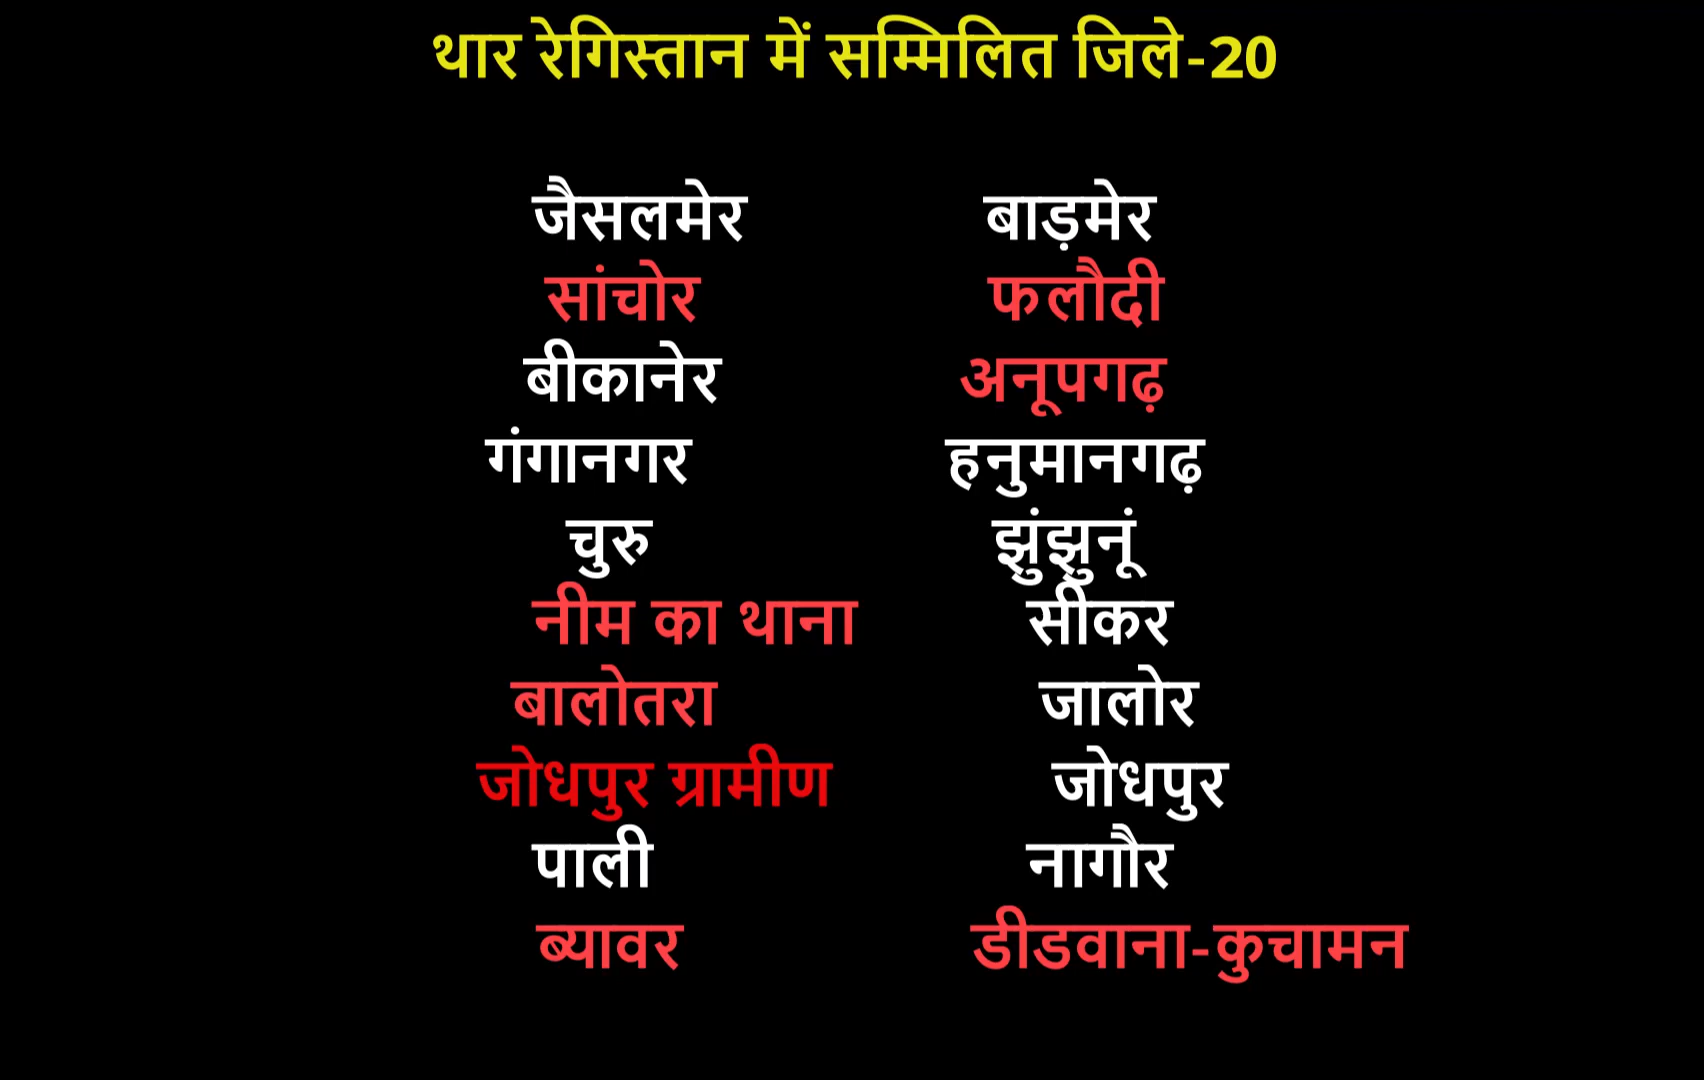 थार रेगिस्तान में सम्मिलित जिले-20
जैसलमेर बाड़मेर
सांचोर फलौदी
बीकानेर अनूपगढ़
गंगानगर हनुमानगढ़
चुरु झुंझुनूं
नीम का थाना सीकर
बालोतरा जालोर
जोधपुर ग्रामीण जोधपुर
पाली नागौर
ब्यावर डीडवाना-कुचामन